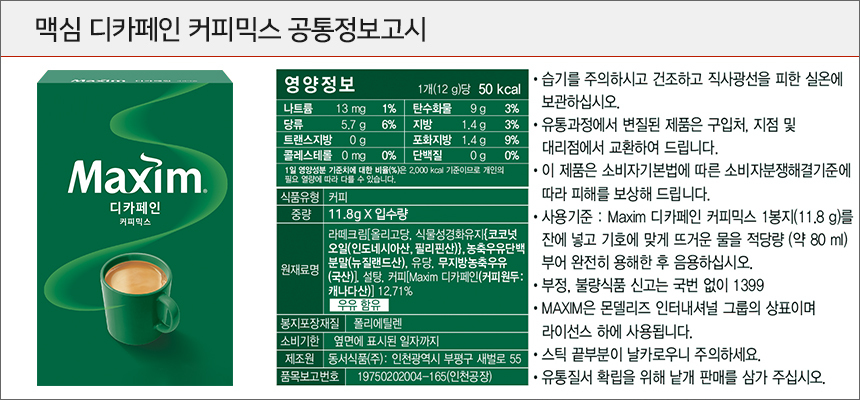 맥심 디카페인 커피믹스 공통정보고시
Maxim 디카페인
Maxim.
디카페인
커피믹스
영양정보 1개(12 g)당 50 kcal
나트륨 13 mg 1% 탄수화물 9 g 3%
당류 5.7 g 6% 지방 1.4 g 3%
트랜스지방 0 g 포화지방 1.4 g 9%
콜레스테롤 0 mg 0% 단백질 0 g 0%
1일 영양성분 기준치에 대한 비율(%)은 2,000 kcal 기준이므로 개인의
필요 열량에 따라 다를 수 있습니다.
식품유형 커피
중량 11.8g X 입수량
원재료명 라떼크림[올리고당, 식물성경화유지{코코넛
오일(인도네시아산, 필리핀산)}, 농축우유단백
분말(뉴질랜드산), 유당, 무지방농축우유
(국산)], 설탕, 커피[Maxim 디카페인(커피원두:
캐나다산)] 12.71%
우유 함유
봉지포장재질 폴리에틸렌
소비기한 옆면에 표시된 일자까지
제조원 동서식품(주): 인천광역시 부평구 새벌로 55
품목보고번호 19750202004-165(인천공장)
• 습기를 주의하시고 건조하고 직사광선을 피한 실온에
보관하십시오.
• 유통과정에서 변질된 제품은 구입처, 지점 및
대리점에서 교환하여 드립니다.
• 이 제품은 소비자기본법에 따른 소비자분쟁해결기준에
따라 피해를 보상해 드립니다.
• 사용기준 : Maxim 디카페인 커피믹스 1봉지(11.8 g)를
잔에 넣고 기호에 맞게 뜨거운 물을 적당량 (약 80 ml)
부어 완전히 용해한 후 음용하십시오.
• 부정, 불량식품 신고는 국번 없이 1399
• MAXIM은 몬델리즈 인터내셔널 그룹의 상표이며
라이선스 하에 사용됩니다.
• 스틱 끝부분이 날카로우니 주의하세요.
• 유통질서 확립을 위해 낱개 판매를 삼가 주십시오.